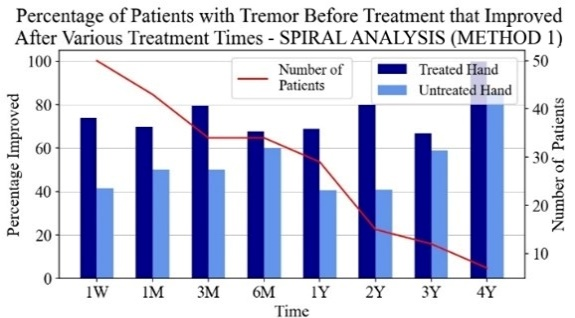 Percentage of Patients with Tremor Before Treatment that Improved
After Various Treatment Times - SPIRAL ANALYSIS (METHOD 1)
Number of
Patients
Treated Hand
Untreated Hand
Percentage Improved
100
80
60
40
20
0
50
40
30
20
10
Number of Patients
1W 1M 3M 6M 1Y 2Y 3Y 4Y
Time